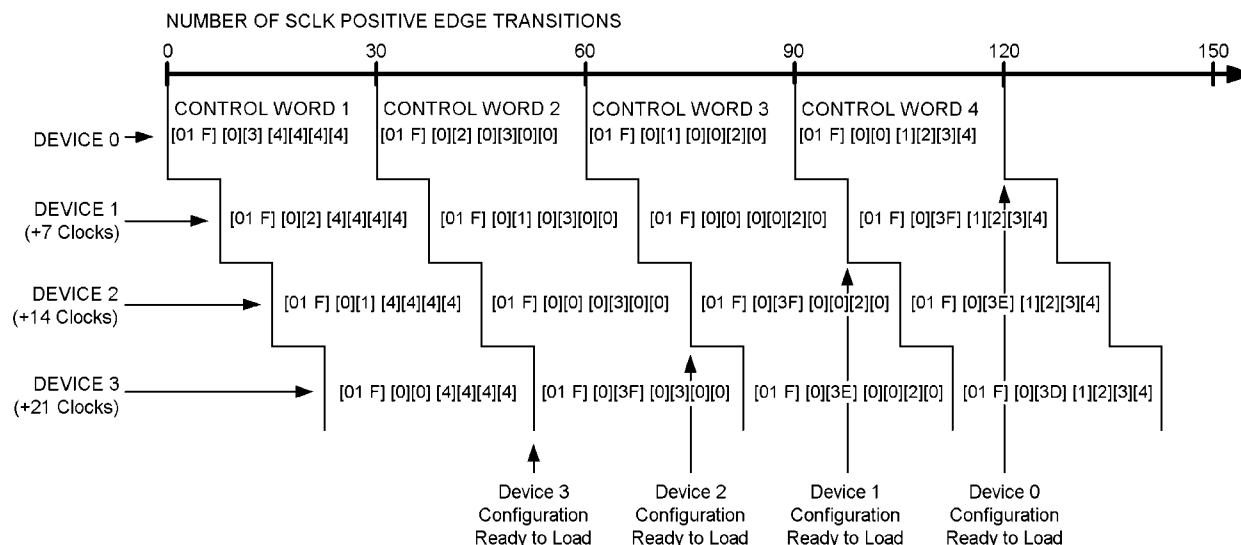 NUMBER OF SCLK POSITIVE EDGE TRANSITIONS
0 30 60 90 120 150
CONTROL WORD 1 CONTROL WORD 2 CONTROL WORD 3 CONTROL WORD 4
DEVICE 0 [01 F] [0][3] [4][4][4][4] [01 F] [0][2] [0][3][0][0] [01 F] [0][1] [0][0][2][0] [01 F] [0][0] [1][2][3][4]
DEVICE 1
(+7 Clocks)
[01 F] [0][2] [4][4][4][4] [01 F] [0][1] [0][3][0][0] [01 F] [0][0] [0][0][2][0] [01 F] [0][3F] [1][2][3][4]
DEVICE 2
(+14 Clocks)
[01 F] [0][1] [4][4][4][4] [01 F] [0][0] [0][3][0][0] [01 F] [0][3F] [0][0][2][0] [01 F] [0][3E] [1][2][3][4]
DEVICE 3
(+21 Clocks)
[01 F] [0][0] [4][4][4][4] [01 F] [0][3F] [0][3][0][0] [01 F] [0][3E] [0][0][2][0] [01 F] [0][3D] [1][2][3][4]
Device 3
Configuration
Ready to Load
Device 2
Configuration
Ready to Load
Device 1
Configuration
Ready to Load
Device 0
Configuration
Ready to Load